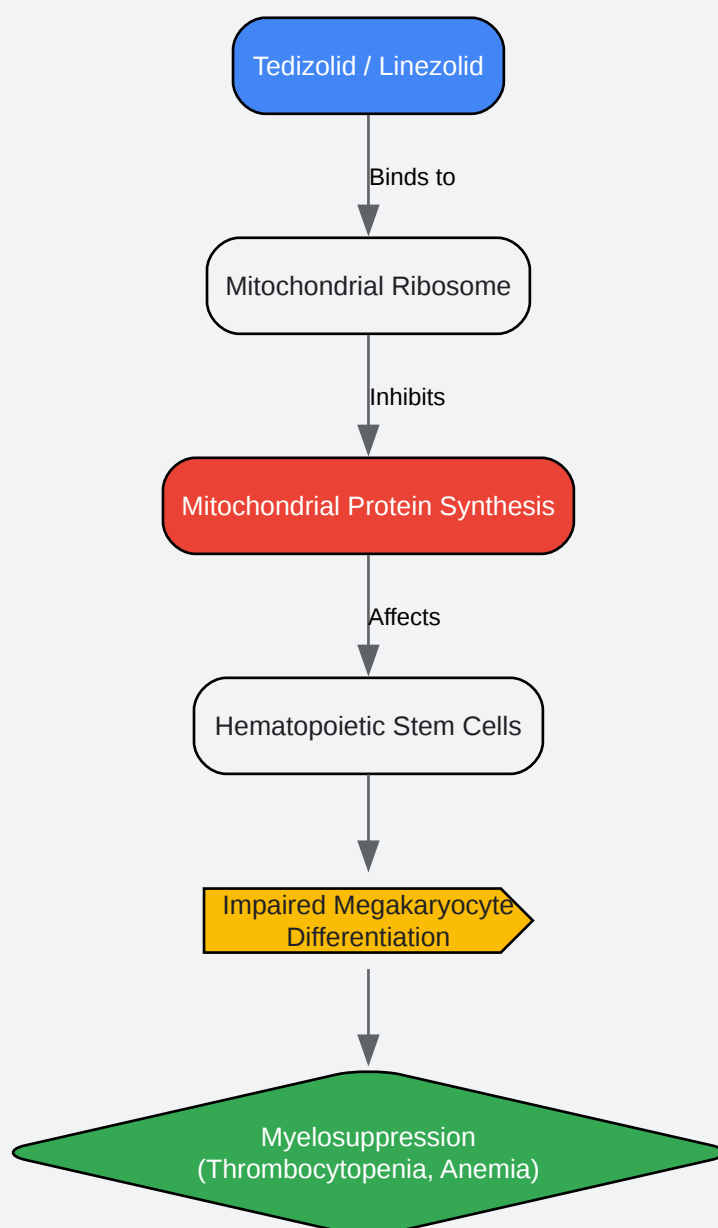 Tedizolid / Linezolid
Binds to
Mitochondrial Ribosome
Inhibits
Mitochondrial Protein Synthesis
Affects
Hematopoietic Stem Cells
Impaired Megakaryocyte
Differentiation
Myelosuppression
(Thrombocytopenia, Anemia)